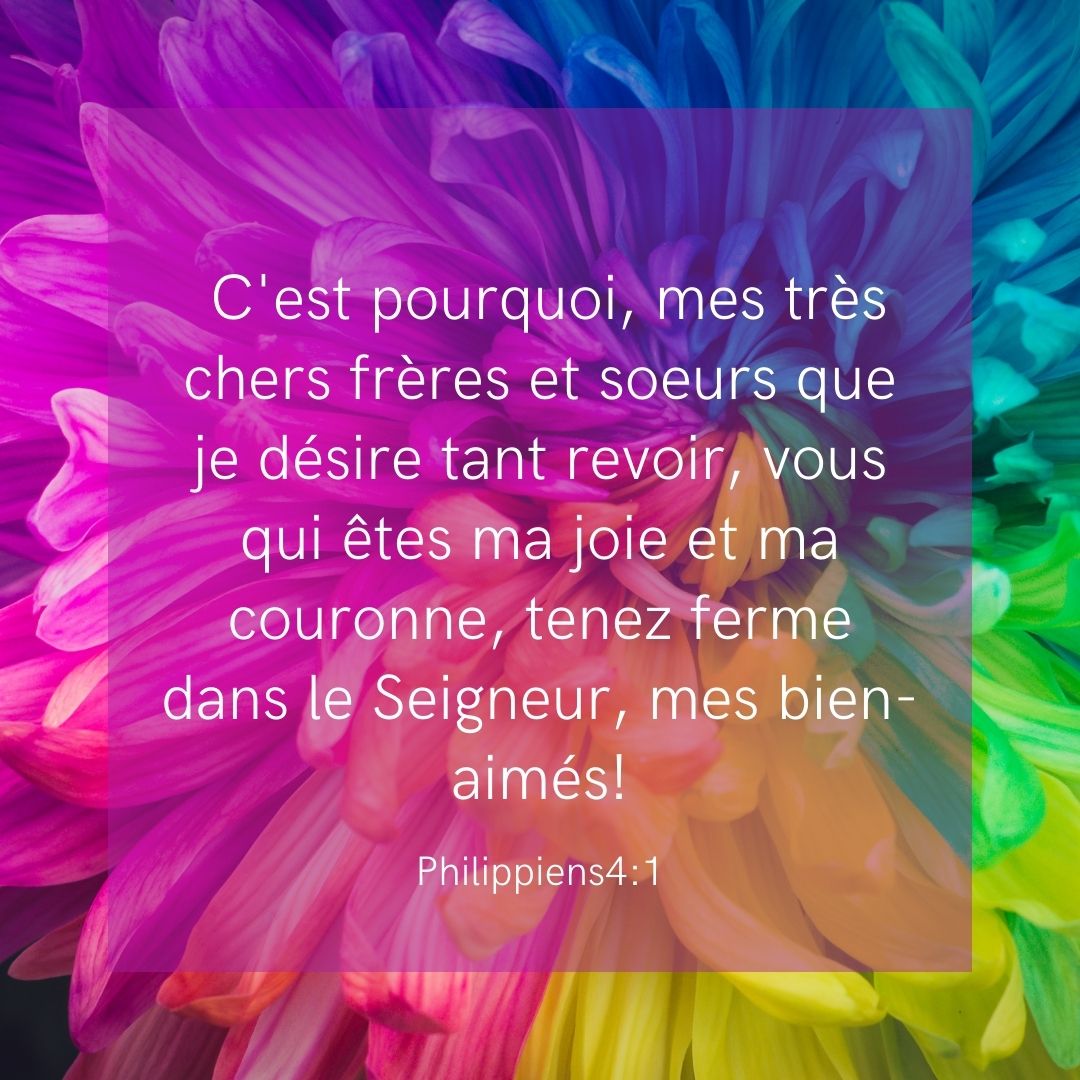 C'est pourquoi, mes très
chers frères et soeurs que
je désire tant revoir, vous
qui êtes ma joie et ma
couronne, tenez ferme
dans le Seigneur, mes bien-
aimés!
Philippiens4:1